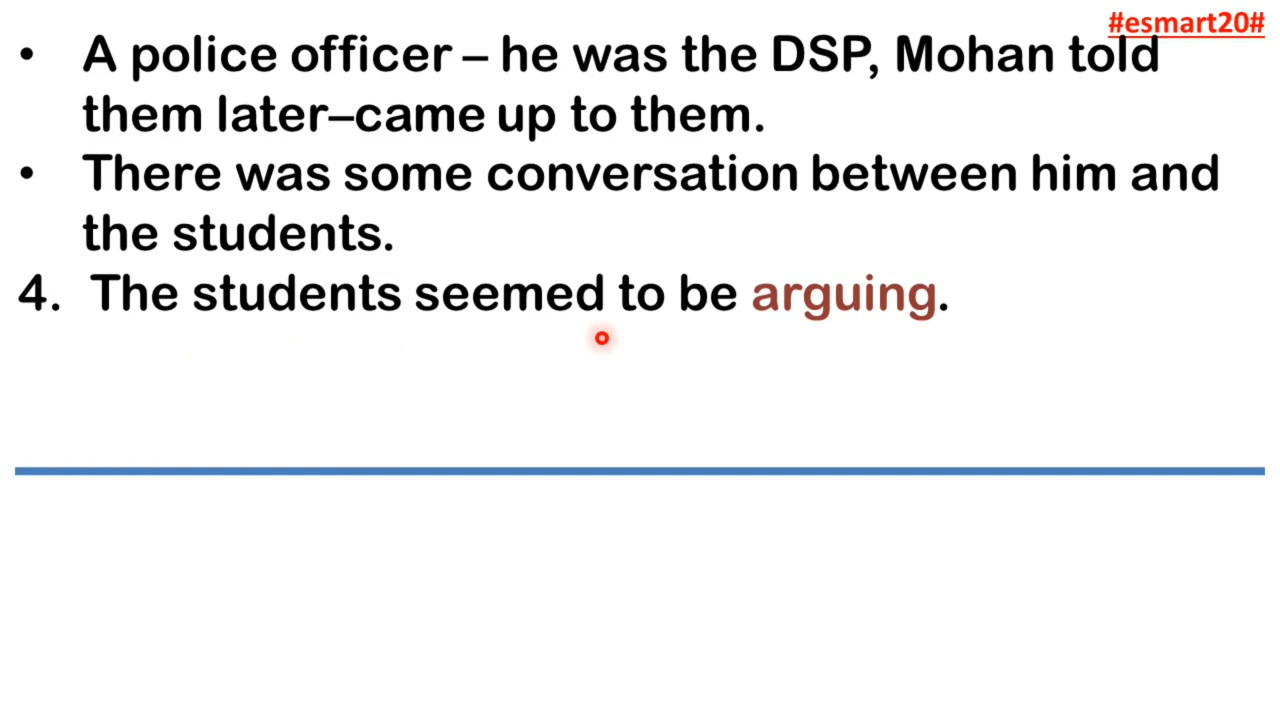 #esmart20#
• A police officer – he was the DSP, Mohan told
them later–came up to them.
• There was some conversation between him and
the students.
4. The students seemed to be arguing.